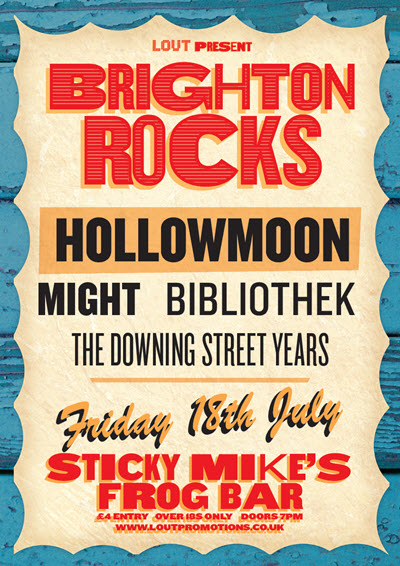 LOUT PRESENT
BRIGHTON
ROCKS
HOLLOWMOON
MIGHT BIBLIOTHEK
THE DOWNING STREET YEARS
Friday 18th July
STICKY MIKE'S
FROG BAR
£4 ENTRY OVER 18S ONLY DOORS 7PM
WWW.LOUTPROMOTIONS.CO.UK